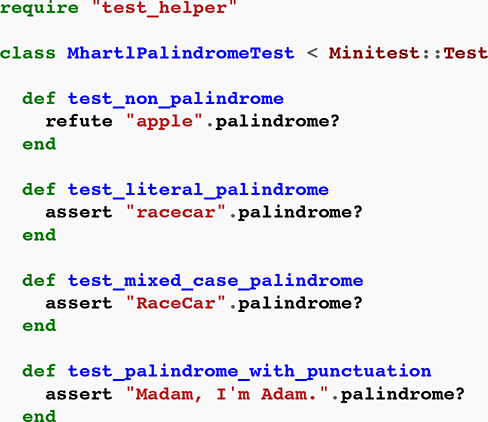 require "test_helper"
class MhartlPalindromeTest < Minitest::Test
def test_non_palindrome
refute "apple".palindrome?
end
def test_literal_palindrome
assert "racecar".palindrome?
end
def test_mixed_case_palindrome
assert "RaceCar".palindrome?
end
def test_palindrome_with_punctuation
assert "Madam, I'm Adam.".palindrome?
end